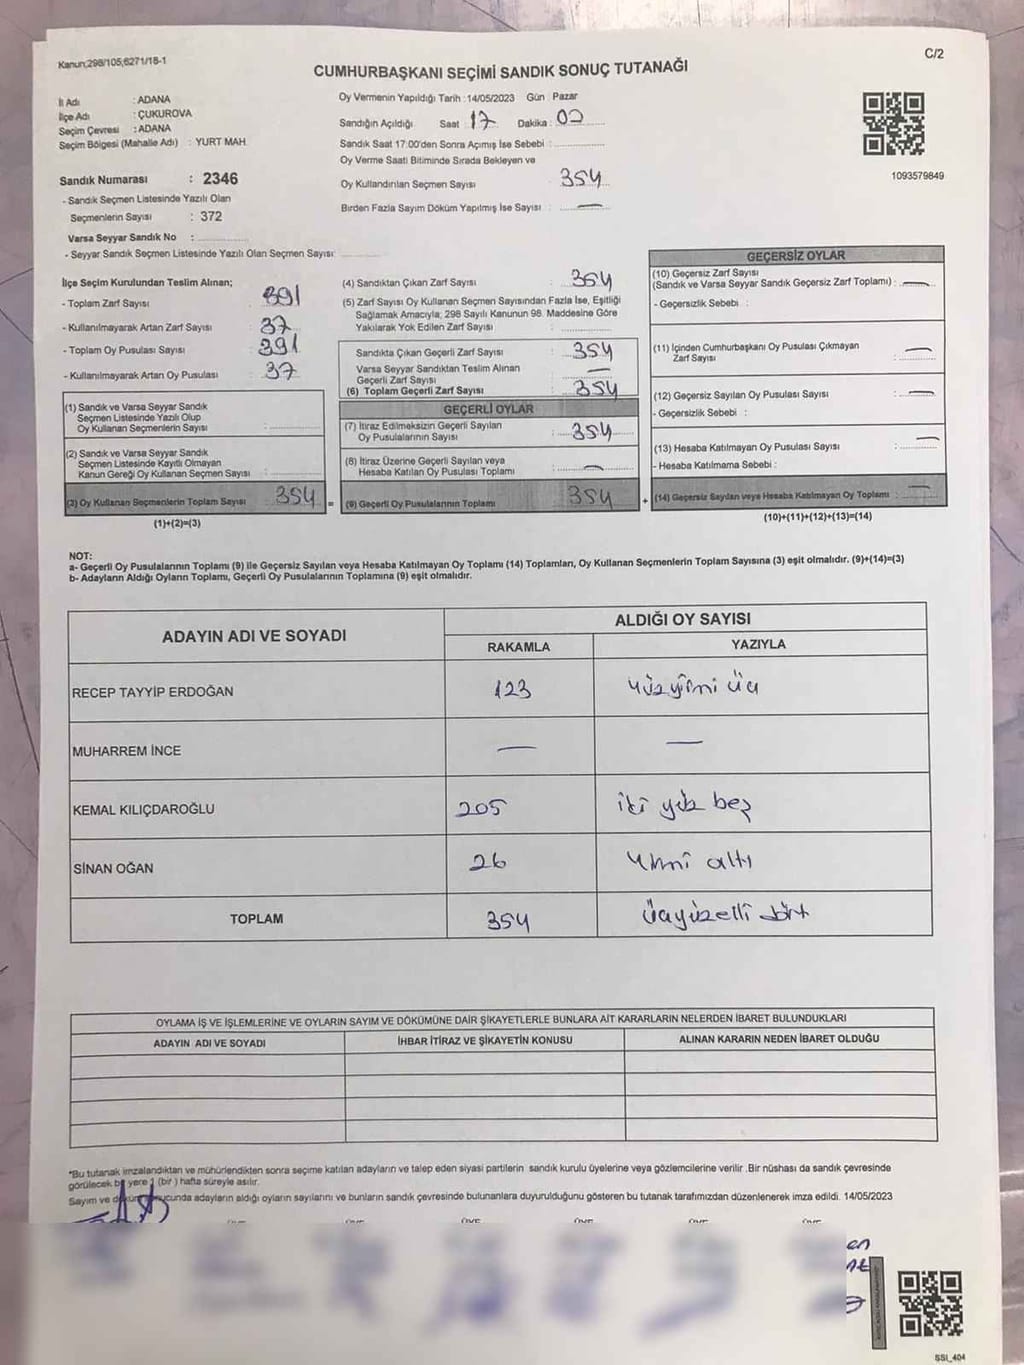 Kanun;298/105;6271/18-1
C/2
CUMHURBAŞKANI SEÇİMİ SANDIK SONUÇ TUTANAĞI
İl Adı : ADANA
İlçe Adı : ÇUKUROVA
Seçim Çevresi : ADANA
Seçim Bölgesi (Mahalle Adı) : YURT MAH.
Sandık Numarası : 2346
- Sandık Seçmen Listesinde Yazılı Olan
Seçmenlerin Sayısı : 372
Varsa Seyyar Sandık No :
- Seyyar Sandık Seçmen Listesinde Yazılı Olan Seçmen Sayısı:
Oy Vermenin Yapıldığı Tarih : 14/05/2023 Gün : Pazar
Sandığın Açıldığı Saat : 17 Dakika : 02
Sandık Saat 17:00'den Sonra Açımış İse Sebebi :
Oy Verme Saati Bitiminde Sırada Bekleyen ve
Oy Kullandırılan Seçmen Sayısı : 354
Birden Fazla Sayım Döküm Yapılmış İse Sayısı : —
1093579849
İlçe Seçim Kurulundan Teslim Alınan;
- Toplam Zarf Sayısı : 391
- Kullanılmayarak Artan Zarf Sayısı : 37
- Toplam Oy Pusulası Sayısı : 391
- Kullanılmayarak Artan Oy Pusulası : 37
(1) Sandık ve Varsa Seyyar Sandık
Seçmen Listesinde Yazılı Olup
Oy Kullanan Seçmenlerin Sayısı :
(2) Sandık ve Varsa Seyyar Sandık
Seçmen Listesinde Kayıtlı Olmayan
Kanun Gereği Oy Kullanan Seçmen Sayısı :
(3) Oy Kullanan Seçmenlerin Toplam Sayısı : 354 =
(1)+(2)=(3)
(4) Sandıktan Çıkan Zarf Sayısı : 354
(5) Zarf Sayısı Oy Kullanan Seçmen Sayısından Fazla İse, Eşitliği
Sağlamak Amacıyla; 298 Sayılı Kanunun 98. Maddesine Göre
Yakılarak Yok Edilen Zarf Sayısı :
Sandıkta Çıkan Geçerli Zarf Sayısı : 354
Varsa Seyyar Sandıktan Teslim Alınan
Geçerli Zarf Sayısı : —
(6) Toplam Geçerli Zarf Sayısı : 354
GEÇERLİ OYLAR
(7) İtiraz Edilmeksizin Geçerli Sayılan
Oy Pusulalarının Sayısı : 354
(8) İtiraz Üzerine Geçerli Sayılan veya
Hesaba Katılan Oy Pusulası Toplamı : —
(9) Geçerli Oy Pusulalarının Toplamı : 354 +
GEÇERSİZ OYLAR
(10) Geçersiz Zarf Sayısı
(Sandık ve Varsa Seyyar Sandık Geçersiz Zarf Toplamı) : —
- Geçersizlik Sebebi :
(11) İçinden Cumhurbaşkanı Oy Pusulası Çıkmayan
Zarf Sayısı : —
(12) Geçersiz Sayılan Oy Pusulası Sayısı : —
- Geçersizlik Sebebi :
(13) Hesaba Katılmayan Oy Pusulası Sayısı : —
- Hesaba Katılmama Sebebi :
(14) Geçersiz Sayılan veya Hesaba Katılmayan Oy Toplamı : —
(10)+(11)+(12)+(13)=(14)
NOT:
a- Geçerli Oy Pusulalarının Toplamı (9) ile Geçersiz Sayılan veya Hesaba Katılmayan Oy Toplamı (14) Toplamları, Oy Kullanan Seçmenlerin Toplam Sayısına (3) eşit olmalıdır. (9)+(14)=(3)
b- Adayların Aldığı Oyların Toplamı, Geçerli Oy Pusulalarının Toplamına (9) eşit olmalıdır.
ADAYIN ADI VE SOYADI
ALDIĞI OY SAYISI
RAKAMLA YAZIYLA
RECEP TAYYİP ERDOĞAN 123 yüzyirmi üç
MUHARREM İNCE — —
KEMAL KILIÇDAROĞLU 205 iki yüz beş
SİNAN OĞAN 26 yirmi altı
TOPLAM 354 üçyüzelli dört
OYLAMA İŞ VE İŞLEMLERİNE VE OYLARIN SAYIM VE DÖKÜMÜNE DAİR ŞİKAYETLERLE BUNLARA AİT KARARLARIN NELERDEN İBARET BULUNDUKLARI
ADAYIN ADI VE SOYADI İHBAR İTİRAZ VE ŞİKAYETİN KONUSU ALINAN KARARIN NEDEN İBARET OLDUĞU
*Bu tutanak imzalandıktan ve mühürlendikten sonra seçime katılan adayların ve talep eden siyasi partilerin sandık kurulu üyelerine veya gözlemcilerine verilir .Bir nüshası da sandık çevresinde
görülecek bir yere 1 (bir ) hafta süreyle asılır.
Sayım ve döküm sonucunda adayların aldığı oyların sayılarını ve bunların sandık çevresinde bulunanlara duyurulduğunu gösteren bu tutanak tarafımızdan düzenlenerek imza edildi. 14/05/2023
SSI_404